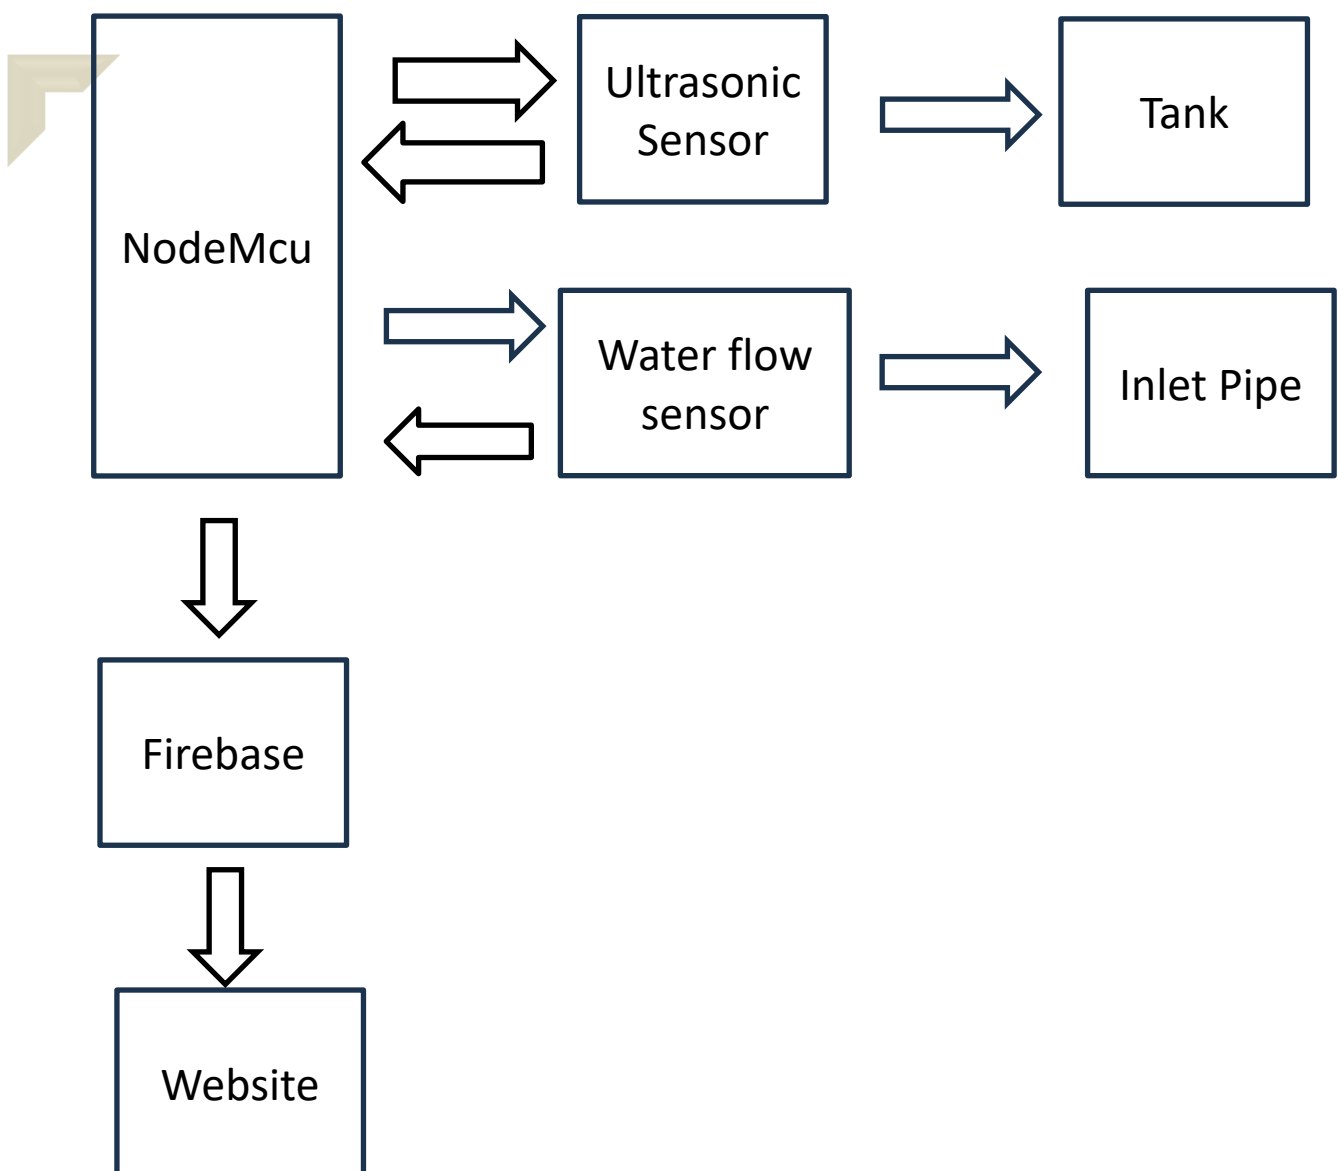 Ultrasonic
Sensor
Tank
NodeMcu
Water flow
sensor
Inlet Pipe
Firebase
Website